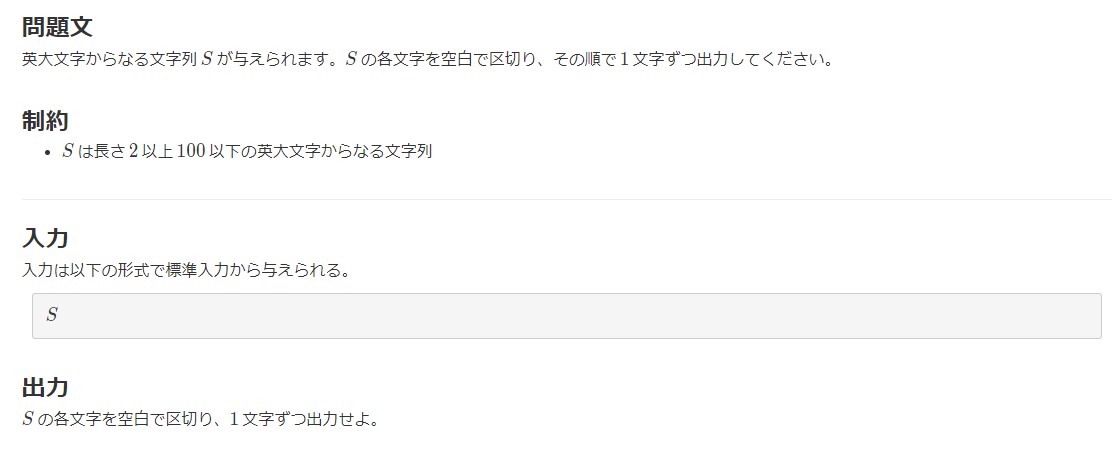 問題文
英大文字からなる文字列 S が与えられます。S の各文字を空白で区切り、その順で 1 文字ずつ出力してください。
制約
• S は長さ 2 以上 100 以下の英大文字からなる文字列
入力
入力は以下の形式で標準入力から与えられる。
S
出力
S の各文字を空白で区切り、1 文字ずつ出力せよ。